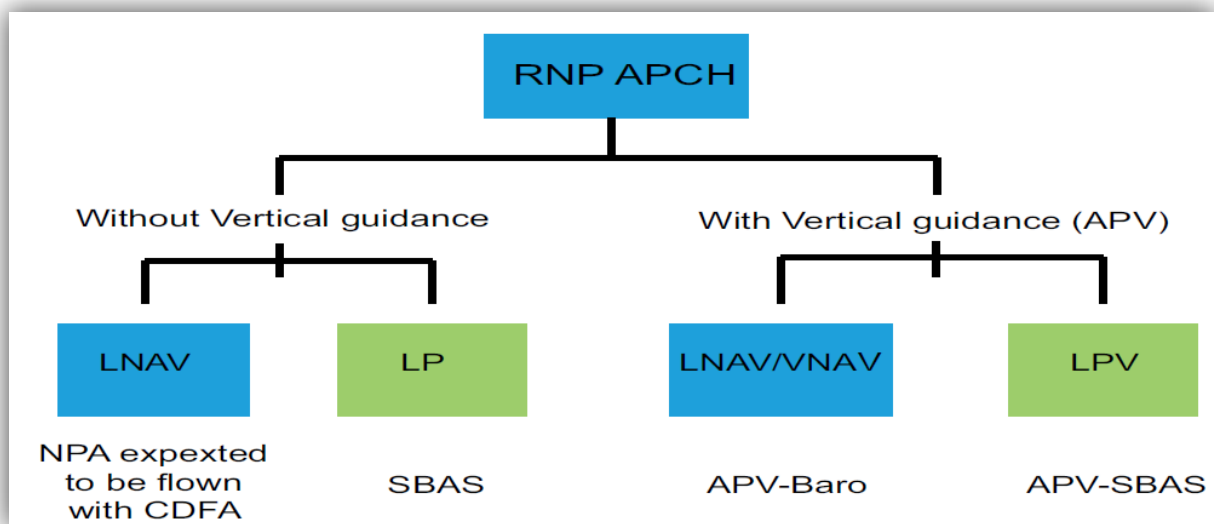 RNP APCH
Without Vertical guidance
With Vertical guidance (APV)
LNAV
LP
LNAV/VNAV
LPV
NPA expexted
to be flown
with CDFA
SBAS
APV-Baro
APV-SBAS